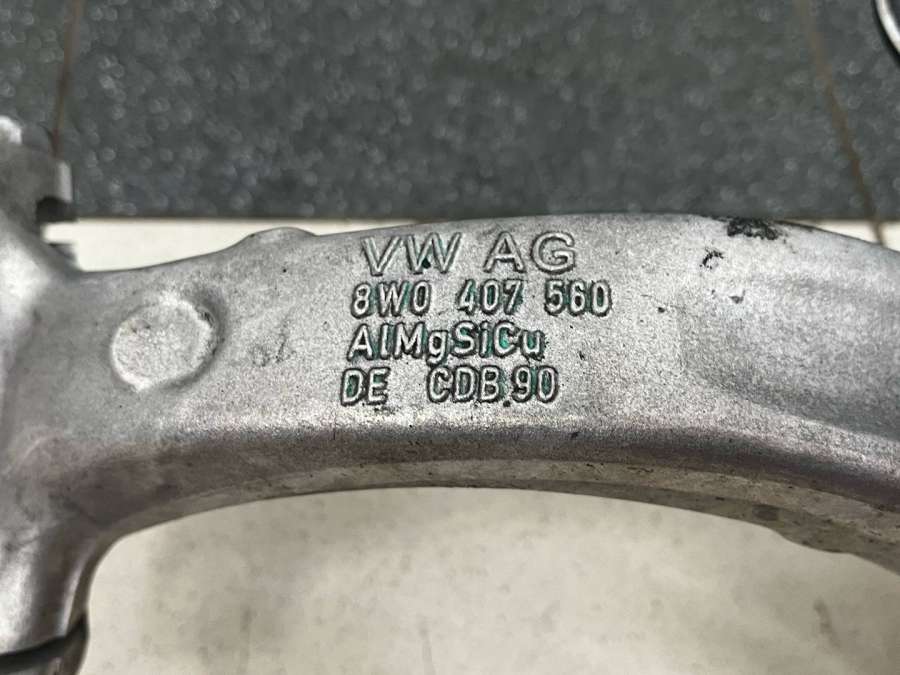 VW AG
8W0 407 560
AlMgSiCu
DE CDB.90